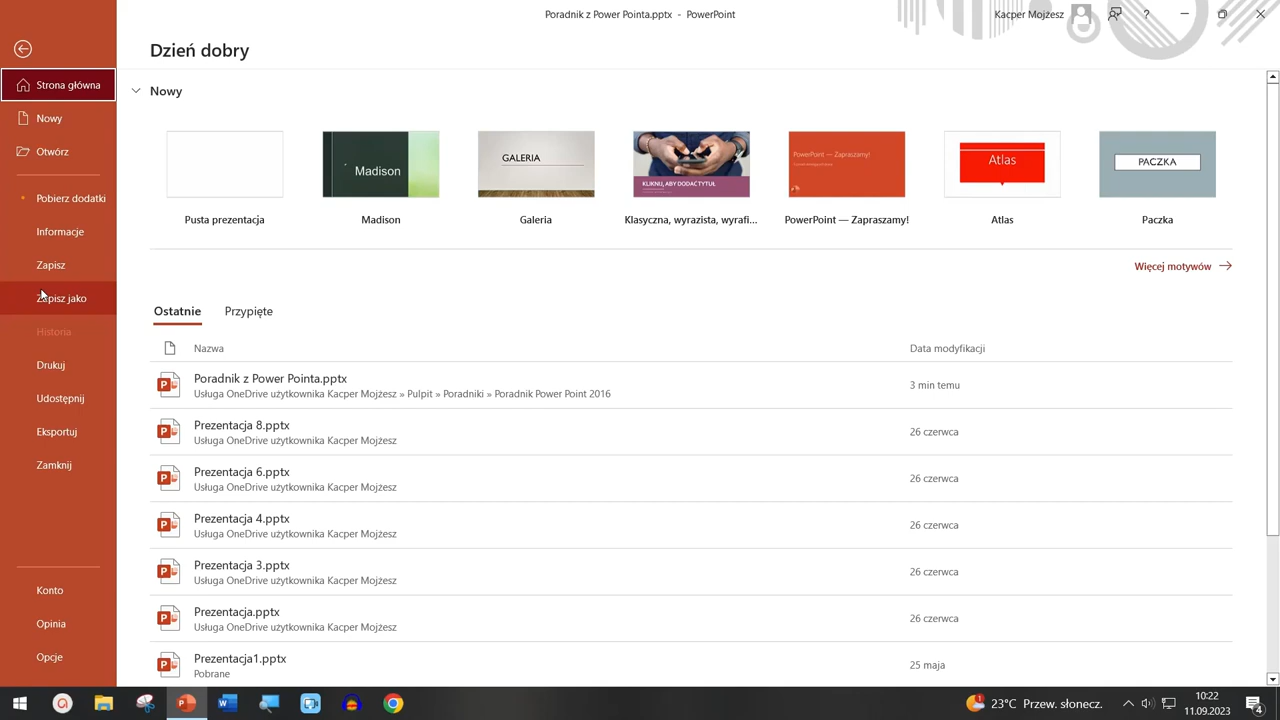 Poradnik z Power Pointa.pptx - PowerPoint
Kacper Mojżesz
?
Dzień dobry
Strona główna
Nowy
Otwórz
Pobierz dodatki
Informacje
Zapisz
Zapisz jako
Historia
Drukuj
Udostępnij
Eksportuj
Zamknij
Konto
Opinia
Opcje
Nowy
Madison
GALERIA
KLIKNIJ, ABY DODAĆ TYTUŁ
PowerPoint — Zapraszamy!
Atlas
PACZKA
Pusta prezentacja
Madison
Galeria
Klasyczna, wyrazista, wyrafi...
PowerPoint — Zapraszamy!
Atlas
Paczka
Więcej motywów
Ostatnie
Przypięte
Nazwa
Data modyfikacji
Poradnik z Power Pointa.pptx
Usługa OneDrive użytkownika Kacper Mojżesz » Pulpit » Poradniki » Poradnik Power Point 2016
3 min temu
Prezentacja 8.pptx
Usługa OneDrive użytkownika Kacper Mojżesz
26 czerwca
Prezentacja 6.pptx
Usługa OneDrive użytkownika Kacper Mojżesz
26 czerwca
Prezentacja 4.pptx
Usługa OneDrive użytkownika Kacper Mojżesz
26 czerwca
Prezentacja 3.pptx
Usługa OneDrive użytkownika Kacper Mojżesz
26 czerwca
Prezentacja.pptx
Usługa OneDrive użytkownika Kacper Mojżesz
26 czerwca
Prezentacja1.pptx
Pobrane
25 maja
23°C Przew. słonecz.
10:22
11.09.2023
4